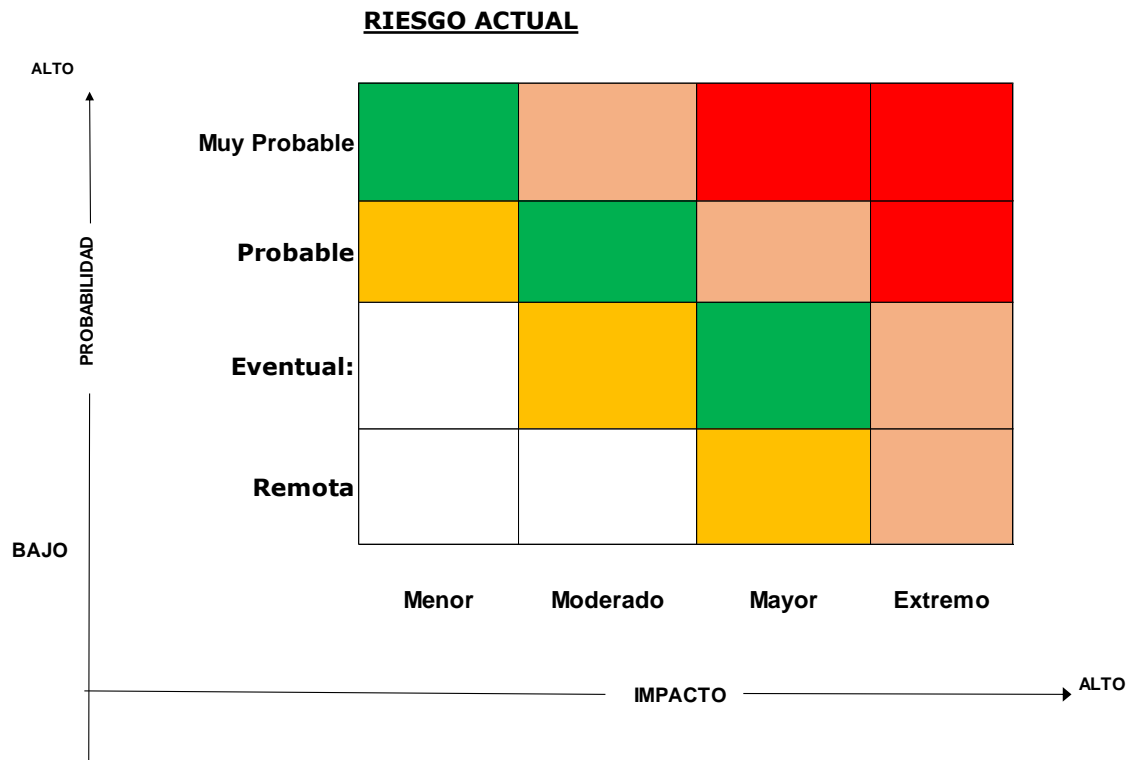 RIESGO ACTUAL
ALTO
Muy Probable
PROBABILIDAD
Probable
Eventual:
Remota
BAJO
Menor Moderado Mayor Extremo
IMPACTO
ALTO